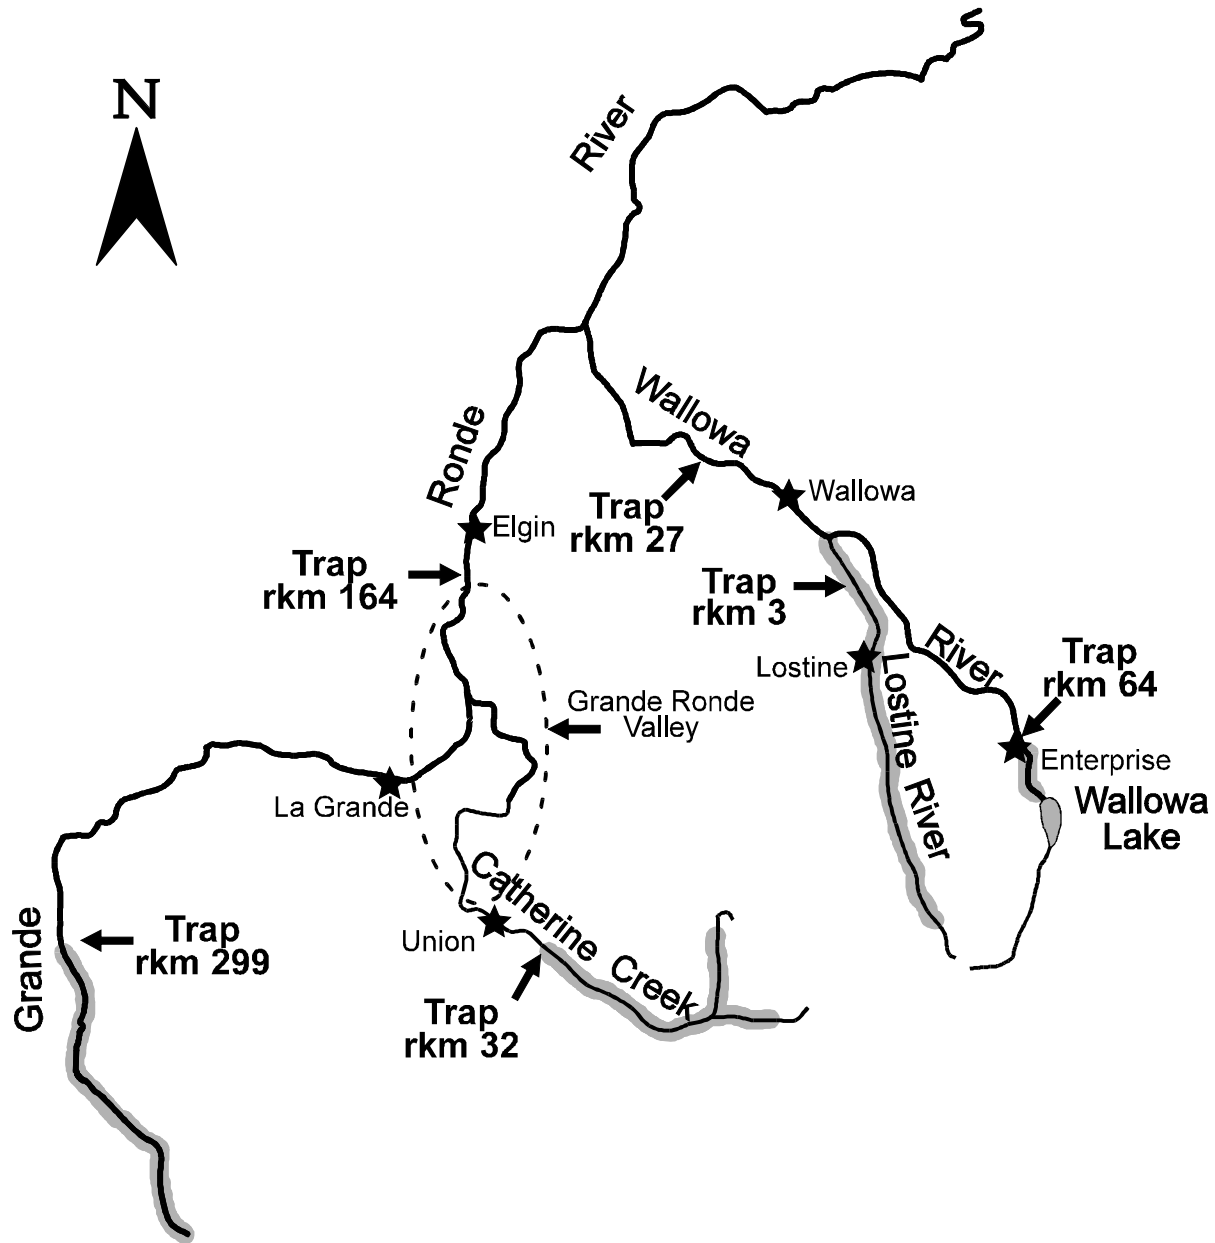 N
River
Wallowa
Ronde
Wallowa
Trap
rkm 27
Elgin
Trap
rkm 164
Trap
rkm 3
River
Trap
rkm 64
Lostine
Lostine River
Grande Ronde
Valley
Enterprise
La Grande
Wallowa
Lake
Catherine Creek
Grande
Trap
rkm 299
Union
Trap
rkm 32